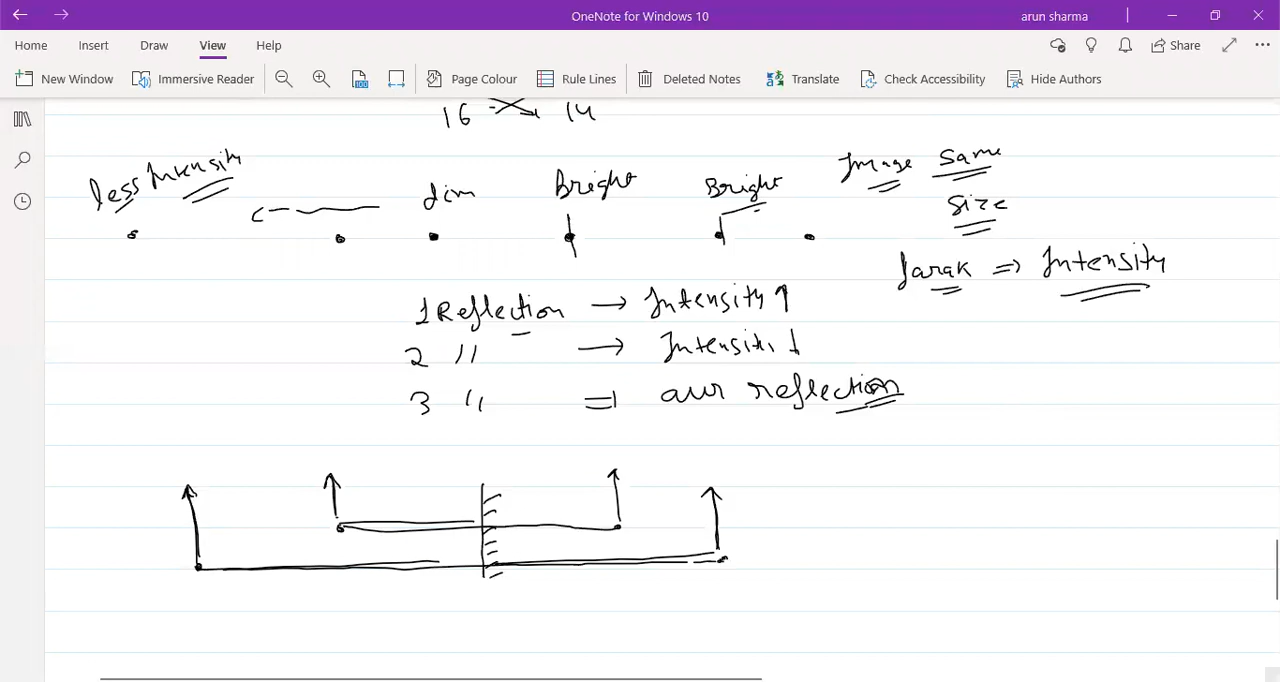 OneNote for Windows 10
arun sharma
Home Insert Draw View Help
Share
New Window Immersive Reader Page Colour Rule Lines Deleted Notes Translate Check Accessibility Hide Authors
16 14
less Intensity
dim Bright Bright
Image same
size
farak => Intensity
1 Reflection → Intensity ↑
2 " → Intensity ↓
3 " => aur reflection